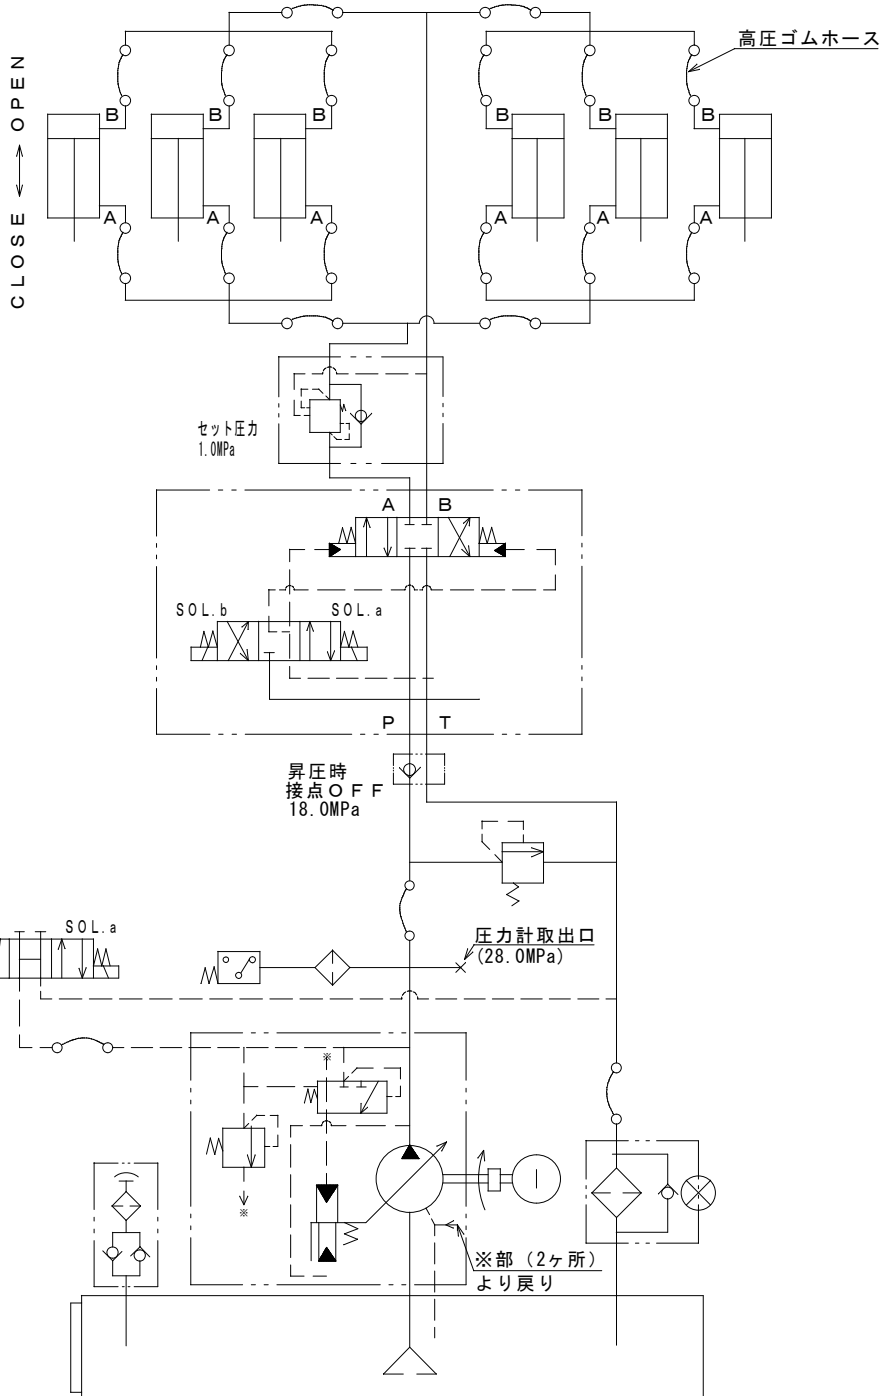 高圧ゴムホース
CLOSE ←→ OPEN
B B B B B B
A A A A A A
セット圧力
1.0MPa
A B
SOL.b SOL.a
P T
昇圧時
接点OFF
18.0MPa
SOL.a
圧力計取出口
(28.0MPa)
※
※
※部(2ヶ所)
より戻り